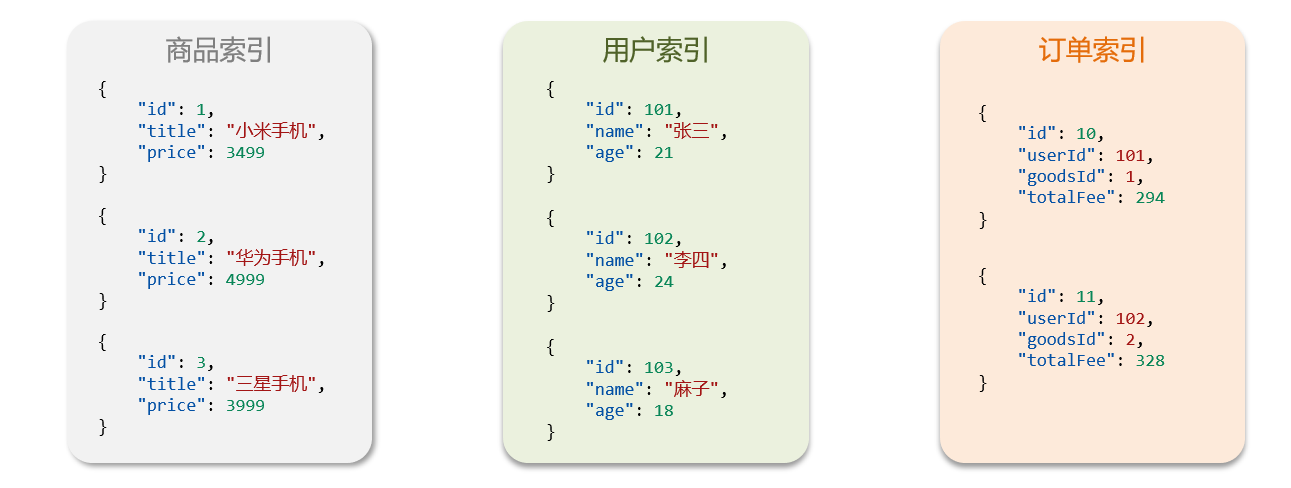 商品索引
{
    "id": 1,
    "title": "小米手机",
    "price": 3499
}
{
    "id": 2,
    "title": "华为手机",
    "price": 4999
}
{
    "id": 3,
    "title": "三星手机",
    "price": 3999
}
用户索引
{
    "id": 101,
    "name": "张三",
    "age": 21
}
{
    "id": 102,
    "name": "李四",
    "age": 24
}
{
    "id": 103,
    "name": "麻子",
    "age": 18
}
订单索引
{
    "id": 10,
    "userId": 101,
    "goodsId": 1,
    "totalFee": 294
}
{
    "id": 11,
    "userId": 102,
    "goodsId": 2,
    "totalFee": 328
}